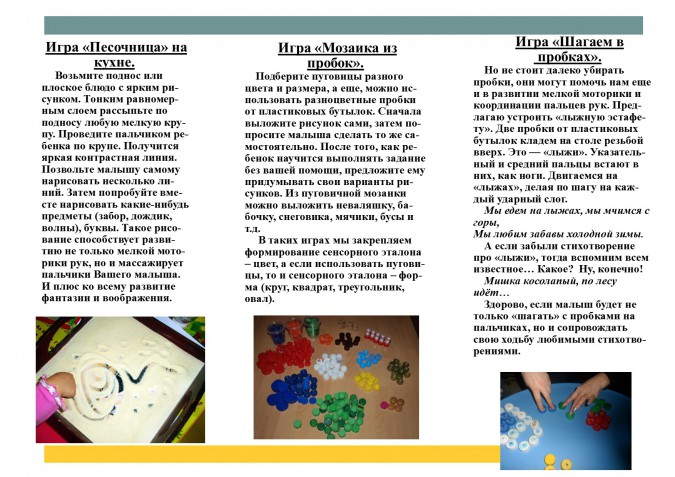 Игра «Песочница» на
кухне.
Возьмите поднос или
плоское блюдо с ярким ри-
сунком. Тонким равномер-
ным слоем рассыпьте по
подносу любую мелкую кру-
пу. Проведите пальчиком ре-
бенка по крупе. Получится
яркая контрастная линия.
Позвольте малышу самому
нарисовать несколько ли-
ний. Затем попробуйте вме-
сте нарисовать какие-нибудь
предметы (забор, дождик,
волны), буквы. Такое рисо-
вание способствует разви-
тию не только мелкой мото-
рики рук, но и массажирует
пальчики Вашего малыша.
И плюс ко всему развитие
фантазии и воображения.
Игра «Мозаика из
пробок».
Подберите пуговицы разного
цвета и размера, а еще, можно ис-
пользовать разноцветные пробки
от пластиковых бутылок. Сначала
выложите рисунок сами, затем по-
просите малыша сделать то же са-
мостоятельно. После того, как ре-
бенок научится выполнять задание
без вашей помощи, предложите ему
придумывать свои варианты ри-
сунков. Из пуговичной мозаики
можно выложить неваляшку, ба-
бочку, снеговика, мячики, бусы и
т.д.
В таких играх мы закрепляем
формирование сенсорного эталона
– цвет, а если использовать пугови-
цы, то и сенсорного эталона – фор-
ма (круг, квадрат, треугольник,
овал).
Игра «Шагаем в
пробках».
Но не стоит далеко убирать
пробки, они могут помочь нам еще
и в развитии мелкой моторики и
координации пальцев рук. Пред-
лагаю устроить «лыжную эстафе-
ту». Две пробки от пластиковых
бутылок кладем на столе резьбой
вверх. Это — «лыжи». Указатель-
ный и средний пальцы встают в
них, как ноги. Двигаемся на
«лыжах», делая по шагу на каж-
дый ударный слог.
Мы едем на лыжах, мы мчимся с
горы,
Мы любим забавы холодной зимы.
А если забыли стихотворение
про «лыжи», тогда вспомним всем
известное… Какое? Ну, конечно!
Мишка косолапый, по лесу
идёт…
Здорово, если малыш будет не
только «шагать» с пробками на
пальчиках, но и сопровождать
свою ходьбу любимыми стихотво-
рениями.